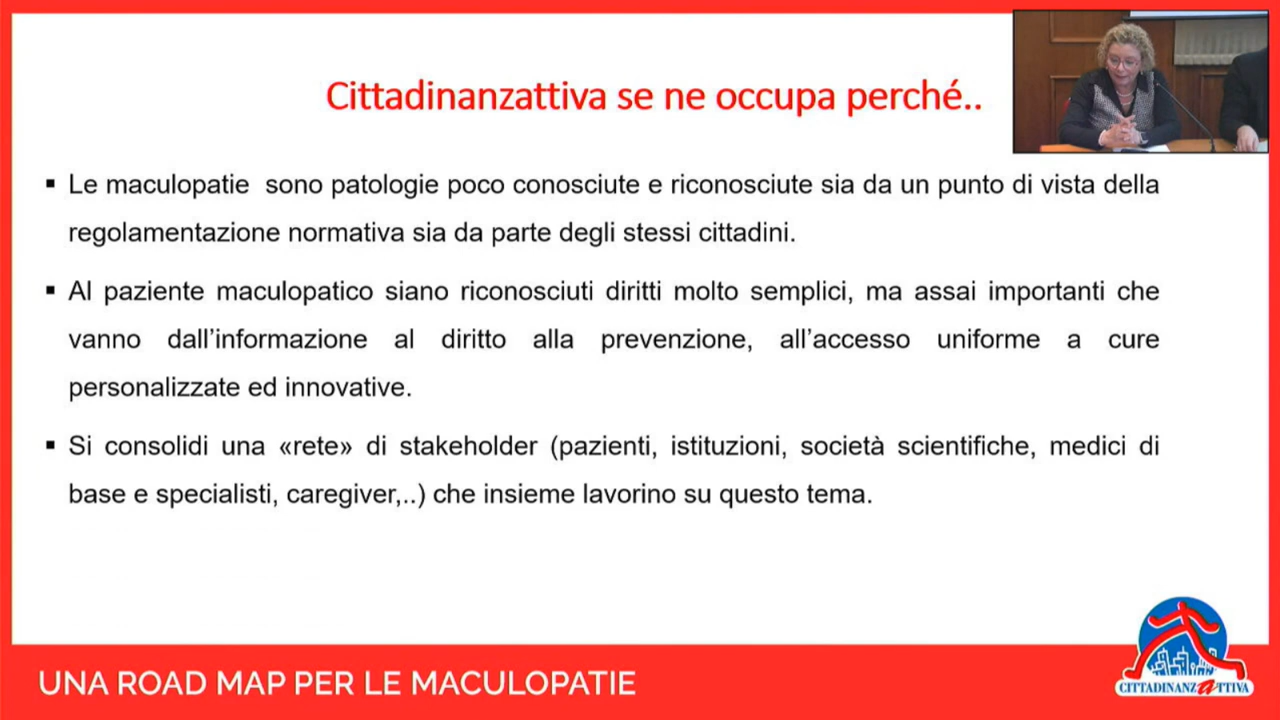 Cittadinanzattiva se ne occupa perché..
▪ Le maculopatie sono patologie poco conosciute e riconosciute sia da un punto di vista della
regolamentazione normativa sia da parte degli stessi cittadini.
▪ Al paziente maculopatico siano riconosciuti diritti molto semplici, ma assai importanti che
vanno dall’informazione al diritto alla prevenzione, all’accesso uniforme a cure
personalizzate ed innovative.
▪ Si consolidi una «rete» di stakeholder (pazienti, istituzioni, società scientifiche, medici di
base e specialisti, caregiver,..) che insieme lavorino su questo tema.
UNA ROAD MAP PER LE MACULOPATIE
CITTADINANZATTIVA